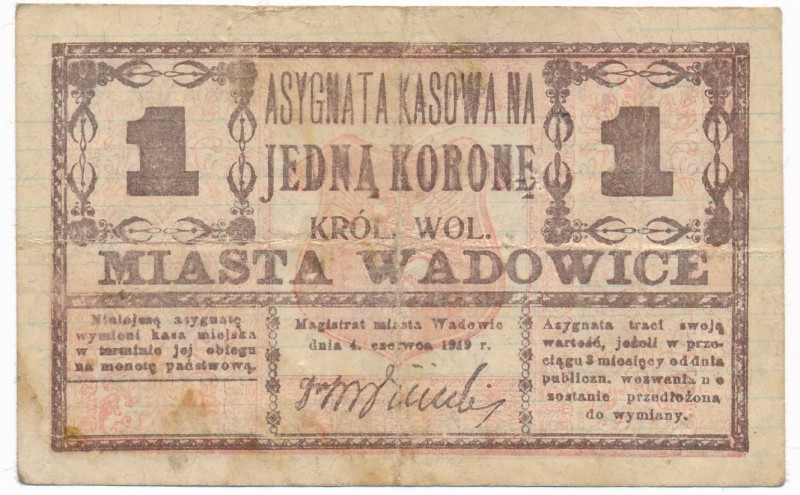 1
ASYGNATA KASOWA NA
JEDNĄ KORONĘ
1
KRÓL. WOL.
MIASTA WADOWICE
Niniejszą asygnatę
wymieni kasa miejska
w terminie jej obiegu
na monetę państwową.
Magistrat miasta Wadowic
dnia 4. czerwca 1919 r.
Asygnata traci swoją
wartość, jeżeli w prze-
ciągu 3 miesięcy od dnia
publiczn. wezwania nie
zostanie przedłożona
do wymiany.